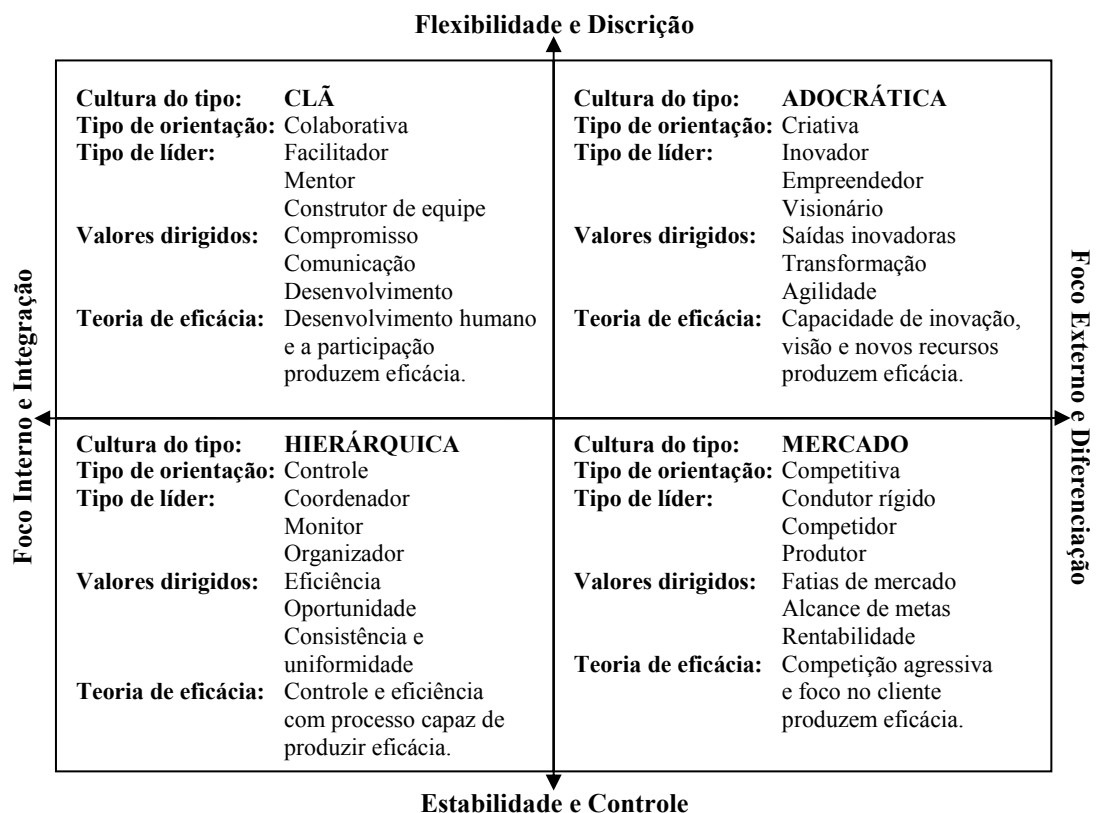 Flexibilidade e Discrição
Cultura do tipo: CLÃ
Tipo de orientação: Colaborativa
Tipo de líder: Facilitador
Mentor
Construtor de equipe
Valores dirigidos: Compromisso
Comunicação
Desenvolvimento
Teoria de eficácia: Desenvolvimento humano
e a participação
produzem eficácia.
Cultura do tipo: ADOCRÁTICA
Tipo de orientação: Criativa
Tipo de líder: Inovador
Empreendedor
Visionário
Valores dirigidos: Saídas inovadoras
Transformação
Agilidade
Teoria de eficácia: Capacidade de inovação,
visão e novos recursos
produzem eficácia.
Foco Interno e Integração
Foco Externo e Diferenciação
Cultura do tipo: HIERÁRQUICA
Tipo de orientação: Controle
Tipo de líder: Coordenador
Monitor
Organizador
Valores dirigidos: Eficiência
Oportunidade
Consistência e
uniformidade
Teoria de eficácia: Controle e eficiência
com processo capaz de
produzir eficácia.
Cultura do tipo: MERCADO
Tipo de orientação: Competitiva
Tipo de líder: Condutor rígido
Competidor
Produtor
Valores dirigidos: Fatias de mercado
Alcance de metas
Rentabilidade
Teoria de eficácia: Competição agressiva
e foco no cliente
produzem eficácia.
Estabilidade e Controle